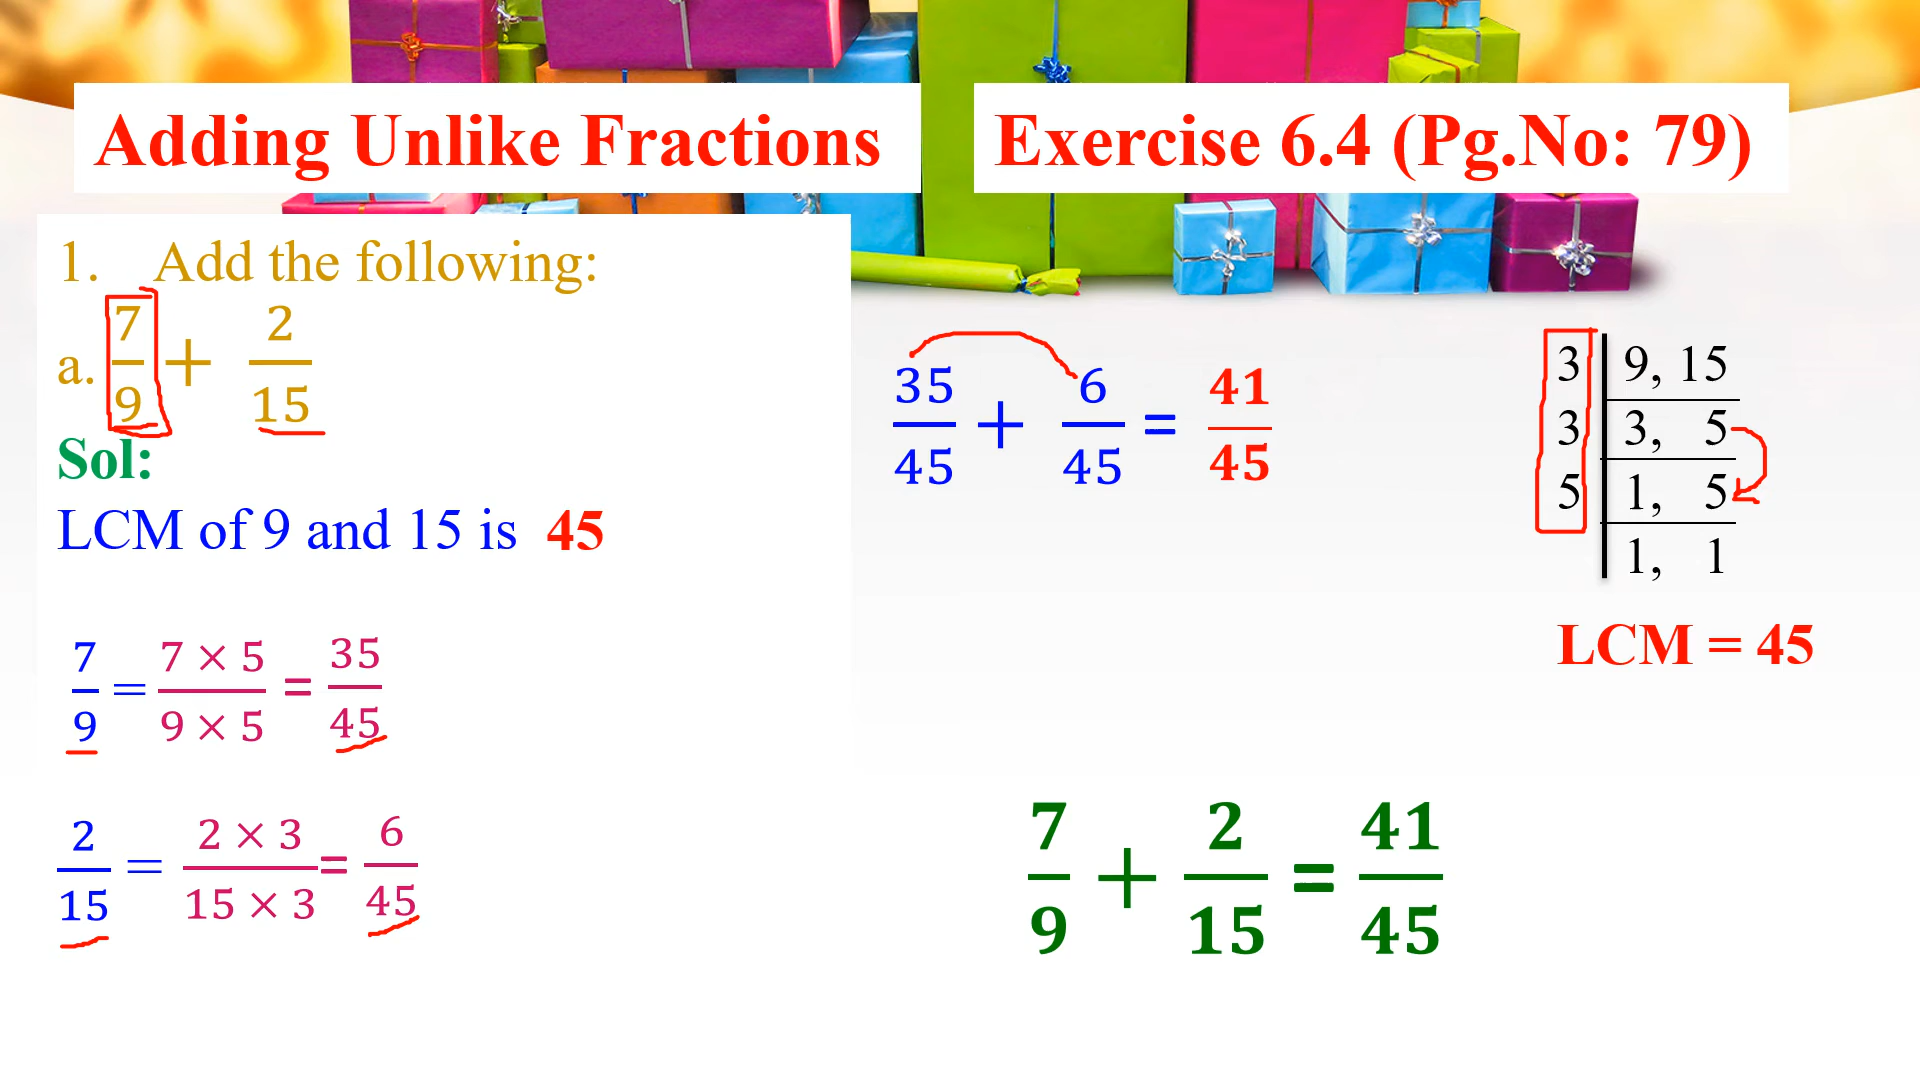 Adding Unlike Fractions
Exercise 6.4 (Pg.No: 79)
1. Add the following:
a. 7/9 + 2/15
Sol:
LCM of 9 and 15 is 45
7/9 = 7 × 5/9 × 5 = 35/45
2/15 = 2 × 3/15 × 3 = 6/45
35/45 + 6/45 = 41/45
3 | 9, 15
3 | 3, 5
5 | 1, 5
1, 1
LCM = 45
7/9 + 2/15 = 41/45